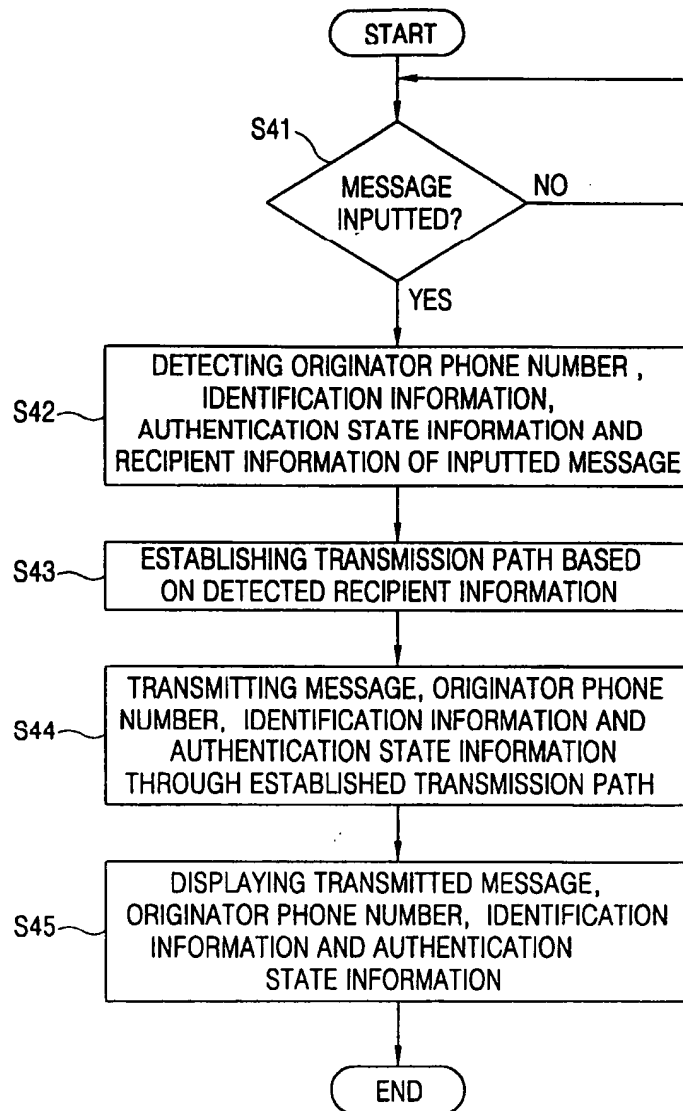 START
S41
MESSAGE
INPUTTED?
NO
YES
S42
DETECTING ORIGINATOR PHONE NUMBER ,
IDENTIFICATION INFORMATION,
AUTHENTICATION STATE INFORMATION AND
RECIPIENT INFORMATION OF INPUTTED MESSAGE
S43
ESTABLISHING TRANSMISSION PATH BASED
ON DETECTED RECIPIENT INFORMATION
S44
TRANSMITTING MESSAGE, ORIGINATOR PHONE
NUMBER, IDENTIFICATION INFORMATION AND
AUTHENTICATION STATE INFORMATION
THROUGH ESTABLISHED TRANSMISSION PATH
S45
DISPLAYING TRANSMITTED MESSAGE,
ORIGINATOR PHONE NUMBER, IDENTIFICATION
INFORMATION AND AUTHENTICATION
STATE INFORMATION
END